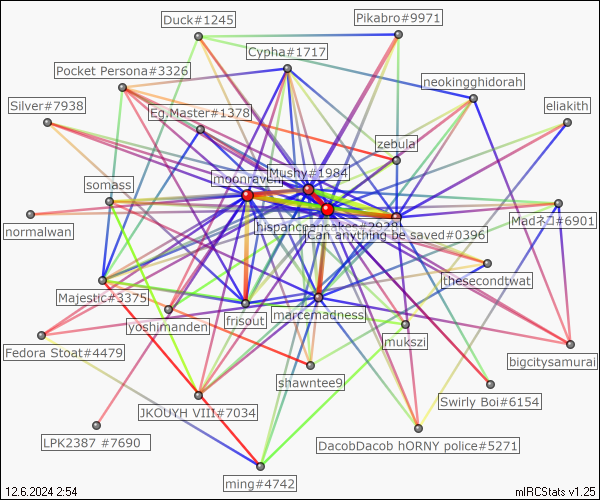 Duck#1245
Pikabro#9971
Cypha#1717
Pocket Persona#3326
neokingghidorah
Silver#7938
Eg.Master#1378
eliakith
zebula
Mushy#1984
moonraven
somass
normalwan
Madネコ#6901
Can anything be saved#0396
thesecondtwat
Majestic#3375
yoshimanden
frisout
marcemadness
mukszi
Fedora Stoat#4479
bigcitysamurai
shawntee9
Swirly Boi#6154
JKOUYH VIII#7034
LPK2387 #7690
DacobDacob hORNY police#5271
ming#4742
12.6.2024 2:54
mIRCStats v1.25